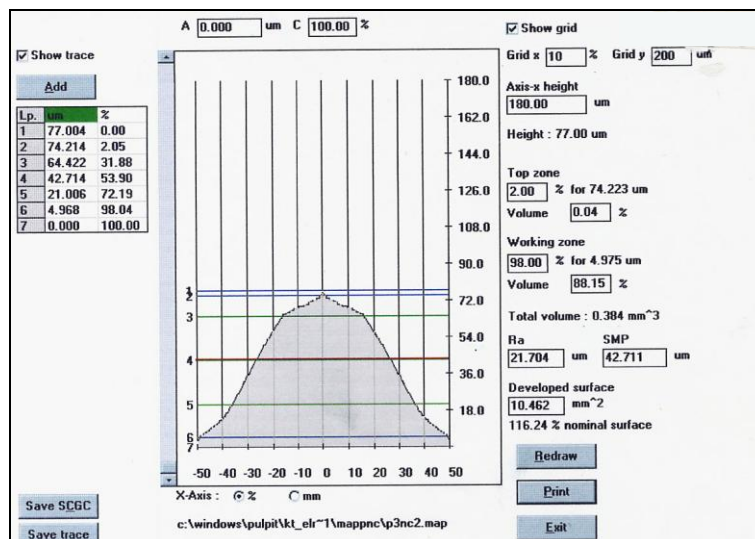 A 0.000 um C 100.00 %
Show trace
Add
Lp. um %
1 77.004 0.00
2 74.214 2.05
3 64.422 31.88
4 42.714 53.90
5 21.006 72.19
6 4.968 98.04
7 0.000 100.00
180.0
162.0
144.0
126.0
108.0
90.0
72.0
54.0
36.0
18.0
1
2
3
4
5
6
7
-50 -40 -30 -20 -10 0 10 20 30 40 50
X-Axis : % mm
c:\windows\pulpit\kt_elr~1\mappnc\p3nc2.map
Save SCGC
Save trace
Show grid
Grid x 10 % Grid y 200 um
Axis-x height
180.00 um
Height : 77.00 um
Top zone
2.00 % for 74.223 um
Volume 0.04 %
Working zone
98.00 % for 4.975 um
Volume 88.15 %
Total volume : 0.384 mm^3
Ra SMP
21.704 um 42.711 um
Developed surface
10.462 mm^2
116.24 % nominal surface
Redraw
Print
Exit